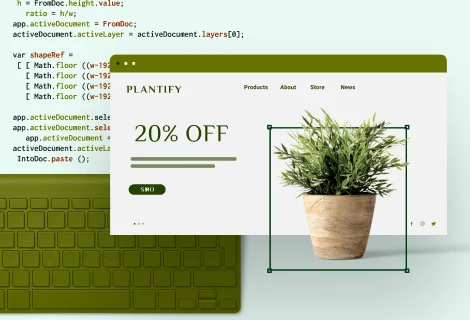 h = FromDoc.height.value;
ratio = h/w;
app.activeDocument = FromDoc;
activeDocument.activeLayer = activeDocument.layers[0];
var shapeRef =
[ [ Math.floor ((w-192
[ Math.floor ((w-192
[ Math.floor ((w-192
[ Math.floor ((w-192
app.activeDocument.sele
app.activeDocument.sele
app.activeDocument =
activeDocument.activeLa
IntoDoc.paste ();
PLANTIFY
Products About Store News
20% OFF